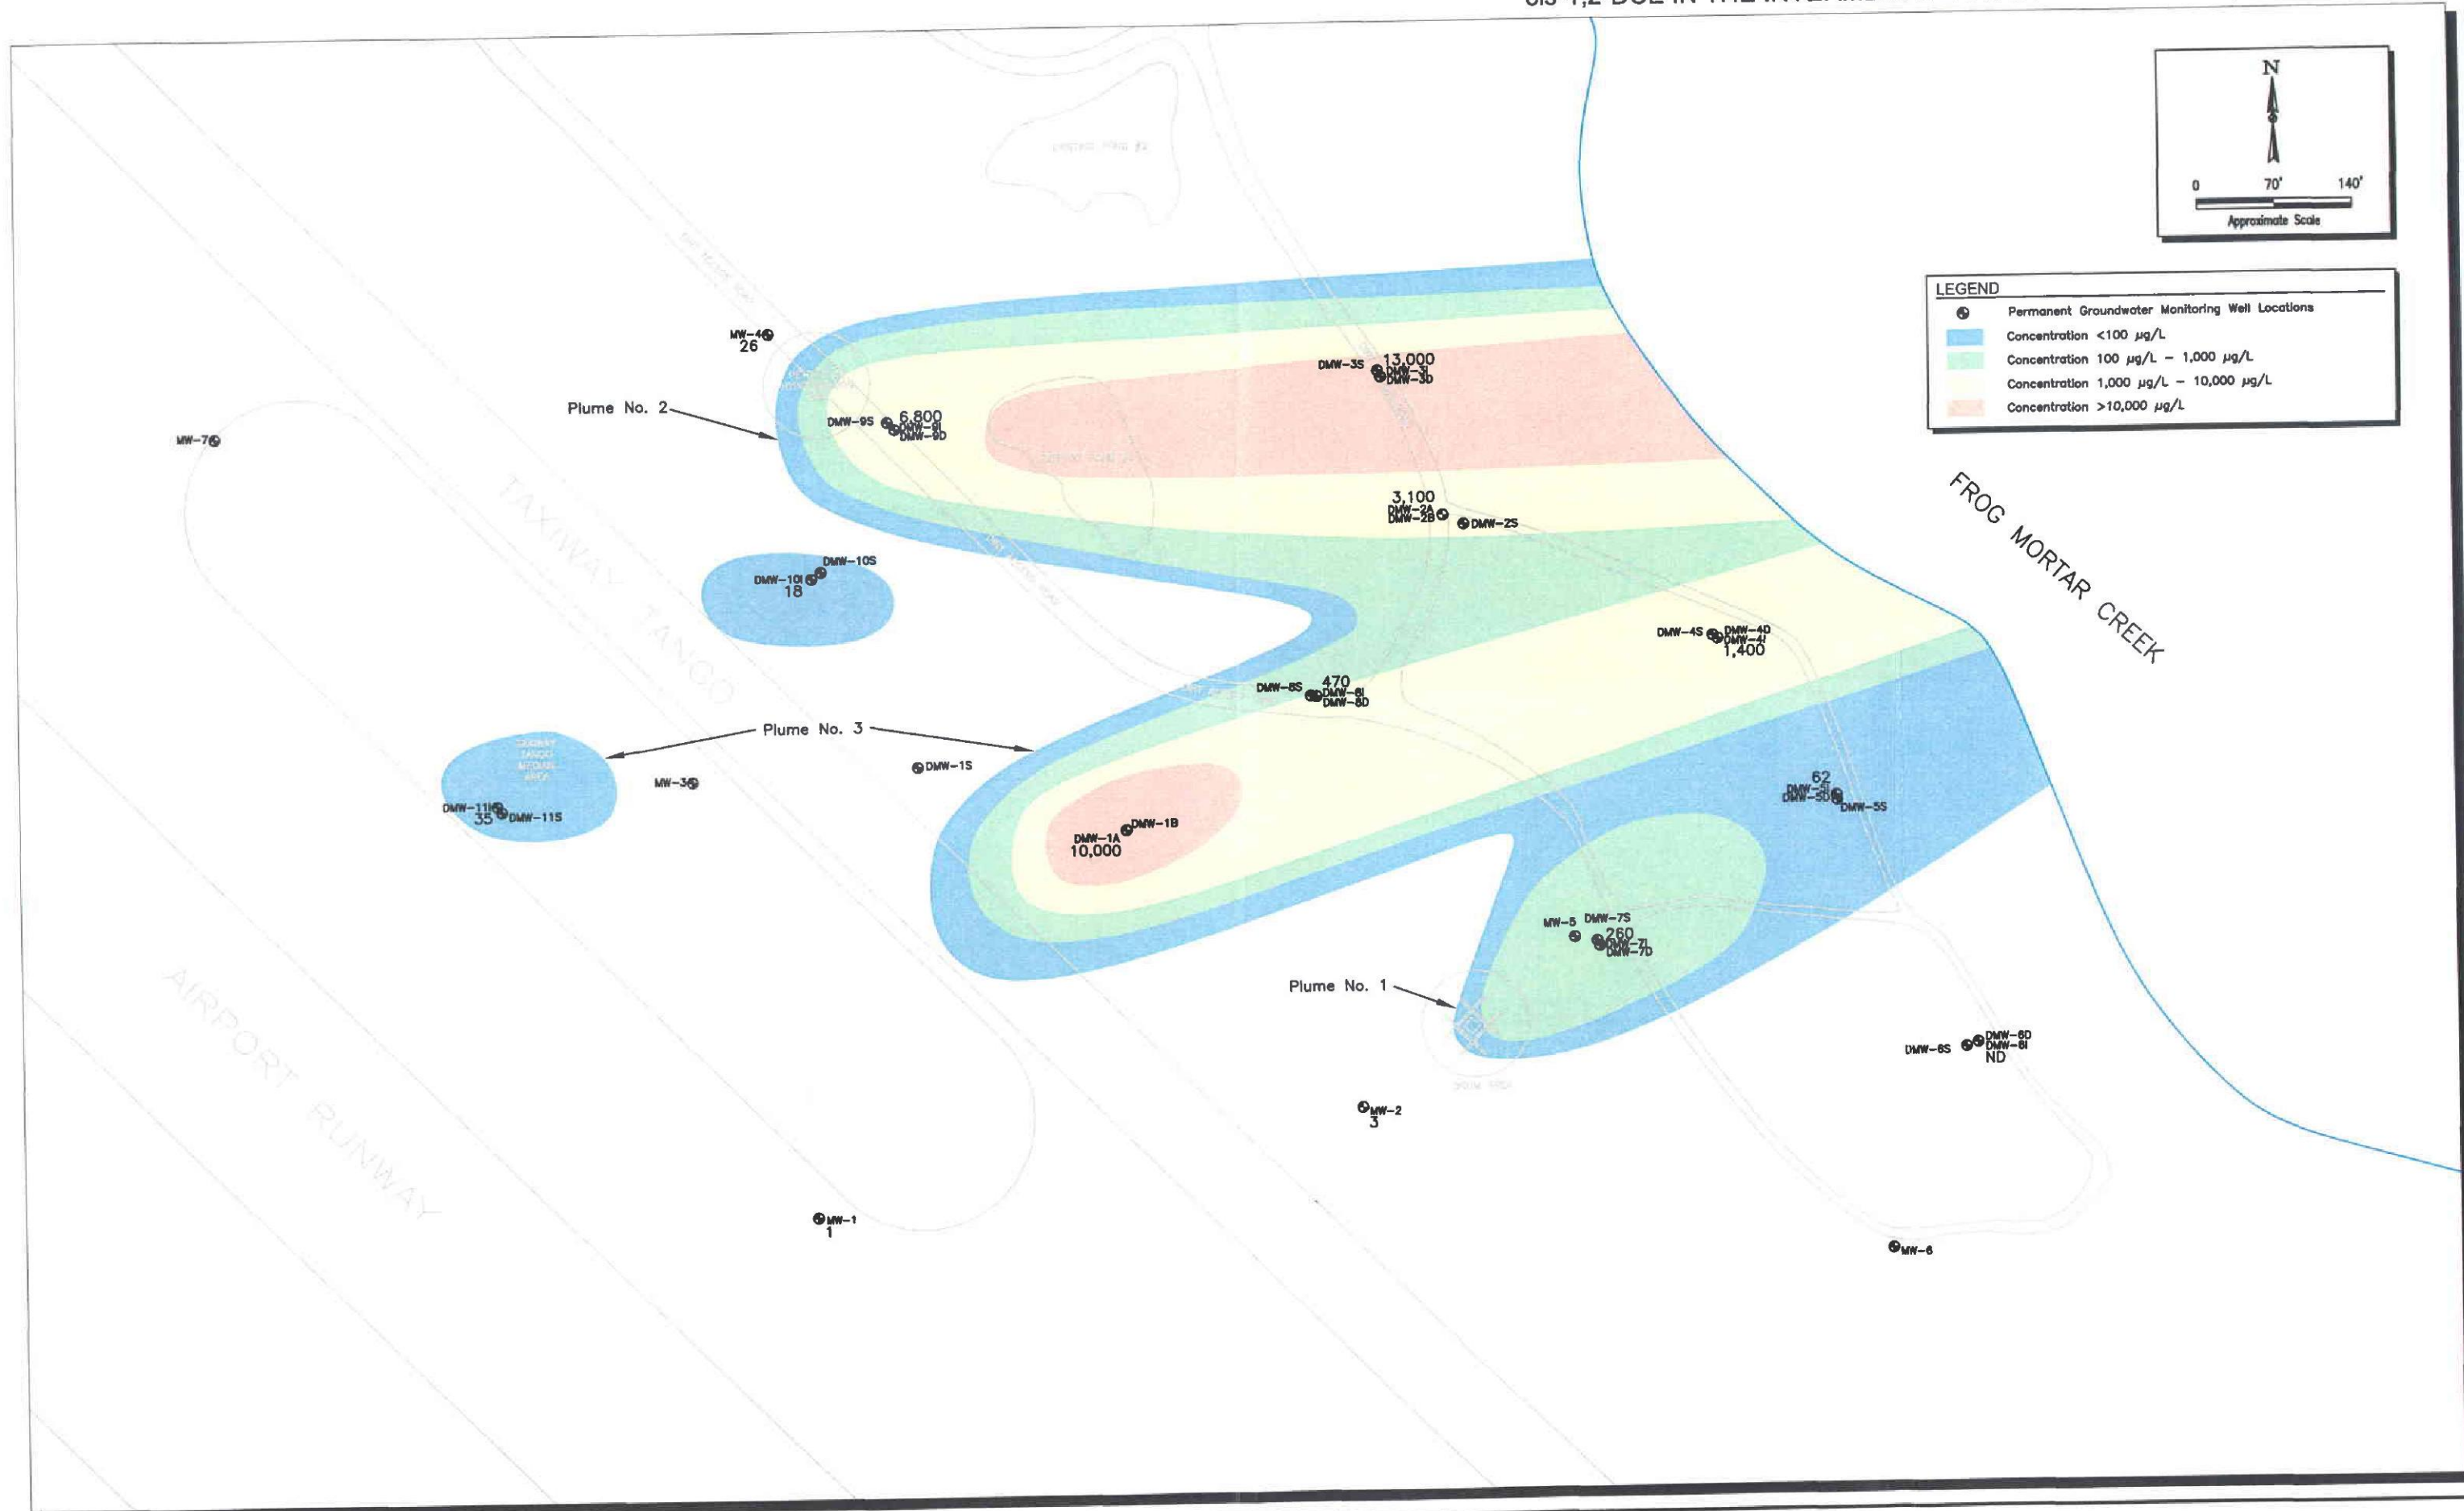 N
0 70' 140'
Approximate Scale
LEGEND
Permanent Groundwater Monitoring Well Locations
Concentration <100 µg/L
Concentration 100 µg/L – 1,000 µg/L
Concentration 1,000 µg/L – 10,000 µg/L
Concentration >10,000 µg/L
MW-4
26
DMW-3S
13,000
DMW-3I
DMW-3D
Plume No. 2
DMW-9S
6,800
DMW-9I
DMW-9D
MW-7
FROG MORTAR CREEK
TAXIWAY TANGO
3,100
DMW-2A
DMW-2B
DMW-2S
DMW-10S
DMW-10I
18
DMW-4S
DMW-4D
DMW-4I
1,400
DMW-8S
470
DMW-8D
Plume No. 3
TAXIWAY
TANGO
MEDIAN
AREA
MW-3
DMW-1S
DMW-11I
35
DMW-11S
62
DMW-5I
DMW-5D
DMW-5S
DMW-1B
DMW-1A
10,000
MW-5
DMW-7S
260
DMW-7I
DMW-7D
Plume No. 1
AIRPORT RUNWAY
DMW-6S
DMW-6D
DMW-6I
ND
MW-2
3
MW-1
1
MW-6